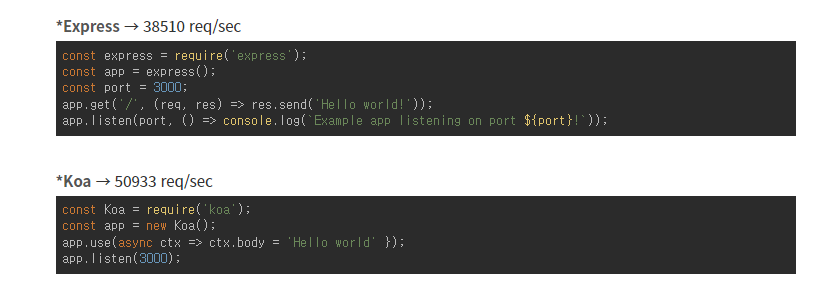 *Express → 38510 req/sec
const express = require('express');
const app = express();
const port = 3000;
app.get('/', (req, res) => res.send('Hello world!'));
app.listen(port, () => console.log(`Example app listening on port ${port}!`));
*Koa → 50933 req/sec
const Koa = require('koa');
const app = new Koa();
app.use(async ctx => ctx.body = 'Hello world' });
app.listen(3000);